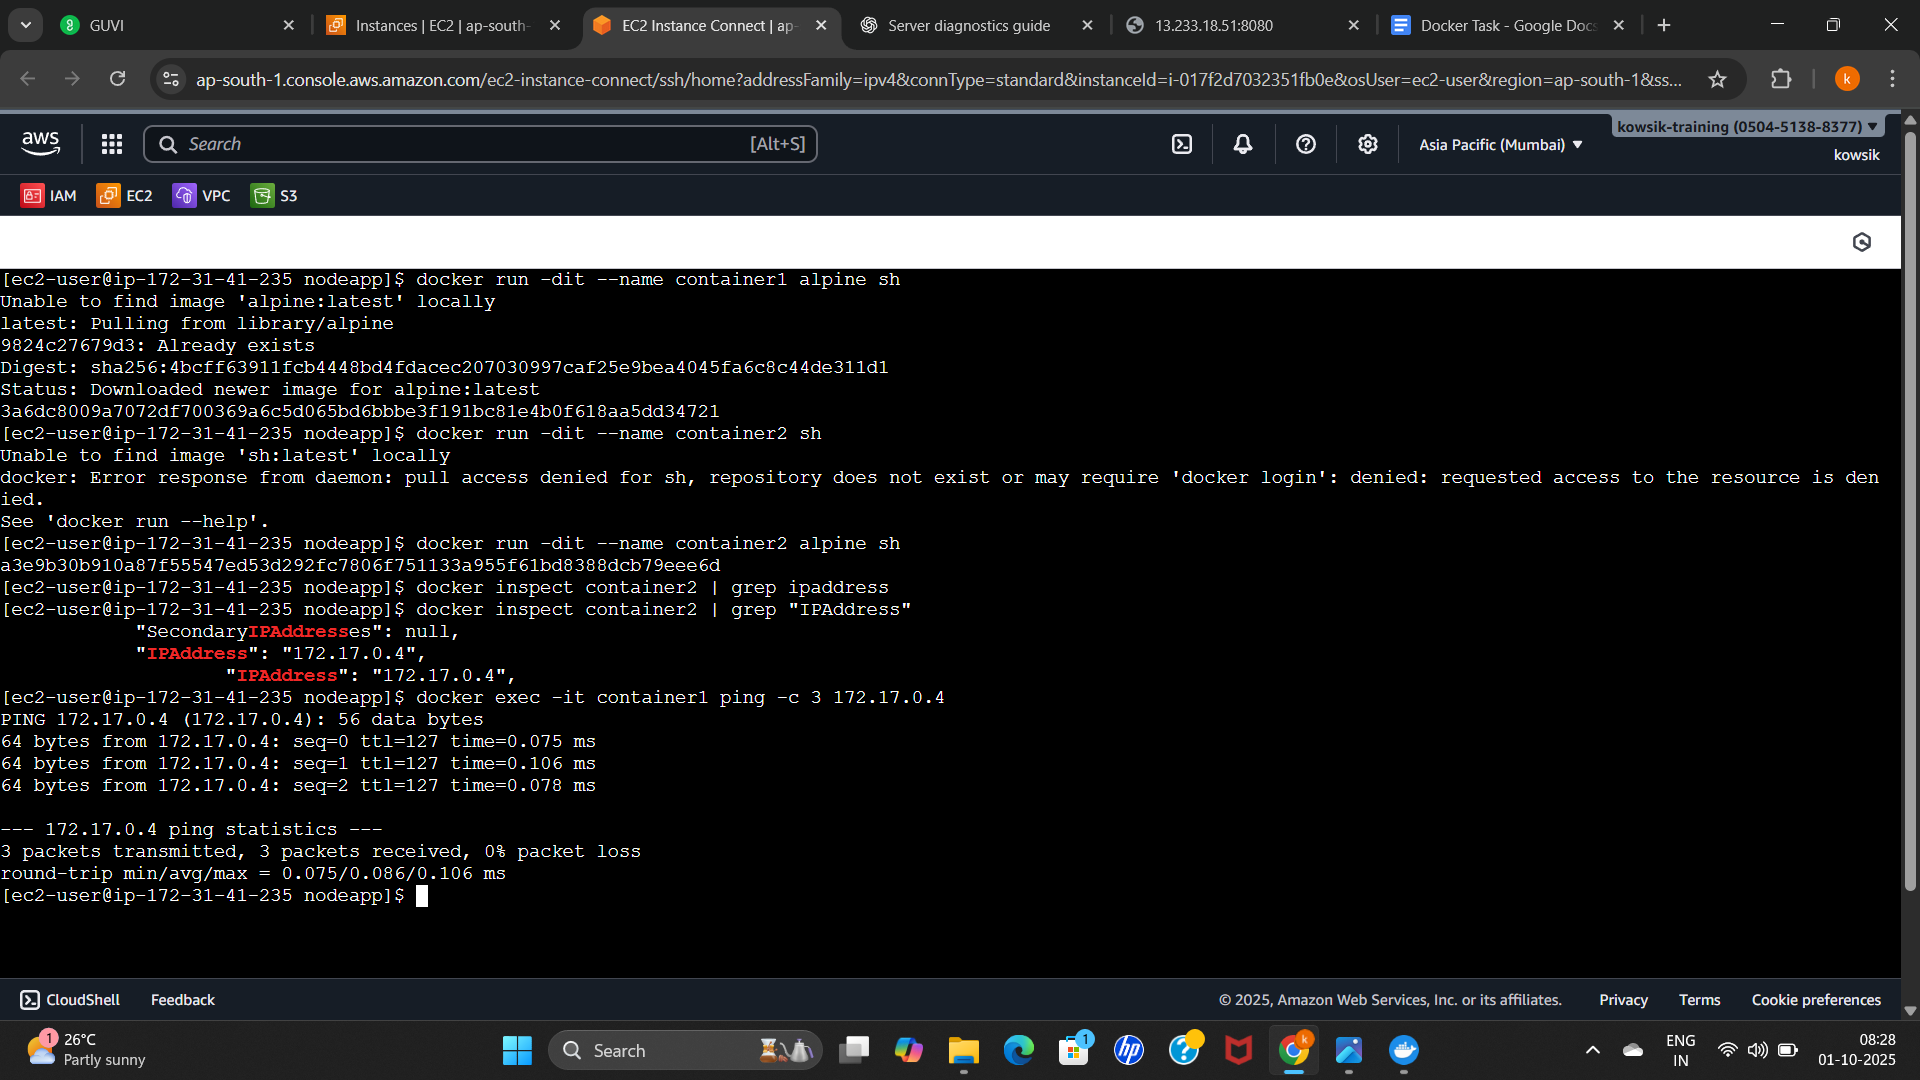 GUVI
Instances | EC2 | ap-south-
EC2 Instance Connect | ap-
Server diagnostics guide
13.233.18.51:8080
Docker Task - Google Docs
ap-south-1.console.aws.amazon.com/ec2-instance-connect/ssh/home?addressFamily=ipv4&connType=standard&instanceId=i-017f2d7032351fb0e&osUser=ec2-user&region=ap-south-1&ss...
k
aws
Search
[Alt+S]
Asia Pacific (Mumbai)
kowsik-training (0504-5138-8377)
kowsik
IAM
EC2
VPC
S3
[ec2-user@ip-172-31-41-235 nodeapp]$ docker run -dit --name container1 alpine sh
Unable to find image 'alpine:latest' locally
latest: Pulling from library/alpine
9824c27679d3: Already exists
Digest: sha256:4bcff63911fcb4448bd4fdacec207030997caf25e9bea4045fa6c8c44de311d1
Status: Downloaded newer image for alpine:latest
3a6dc8009a7072df700369a6c5d065bd6bbbe3f191bc81e4b0f618aa5dd34721
[ec2-user@ip-172-31-41-235 nodeapp]$ docker run -dit --name container2 sh
Unable to find image 'sh:latest' locally
docker: Error response from daemon: pull access denied for sh, repository does not exist or may require 'docker login': denied: requested access to the resource is den
ied.
See 'docker run --help'.
[ec2-user@ip-172-31-41-235 nodeapp]$ docker run -dit --name container2 alpine sh
a3e9b30b910a87f55547ed53d292fc7806f751133a955f61bd8388dcb79eee6d
[ec2-user@ip-172-31-41-235 nodeapp]$ docker inspect container2 | grep ipaddress
[ec2-user@ip-172-31-41-235 nodeapp]$ docker inspect container2 | grep "IPAddress"
"SecondaryIPAddresses": null,
"IPAddress": "172.17.0.4",
"IPAddress": "172.17.0.4",
[ec2-user@ip-172-31-41-235 nodeapp]$ docker exec -it container1 ping -c 3 172.17.0.4
PING 172.17.0.4 (172.17.0.4): 56 data bytes
64 bytes from 172.17.0.4: seq=0 ttl=127 time=0.075 ms
64 bytes from 172.17.0.4: seq=1 ttl=127 time=0.106 ms
64 bytes from 172.17.0.4: seq=2 ttl=127 time=0.078 ms
--- 172.17.0.4 ping statistics ---
3 packets transmitted, 3 packets received, 0% packet loss
round-trip min/avg/max = 0.075/0.086/0.106 ms
[ec2-user@ip-172-31-41-235 nodeapp]$
CloudShell
Feedback
© 2025, Amazon Web Services, Inc. or its affiliates.
Privacy
Terms
Cookie preferences
1
26°C
Partly sunny
Search
1
hp
k
ENG
IN
08:28
01-10-2025